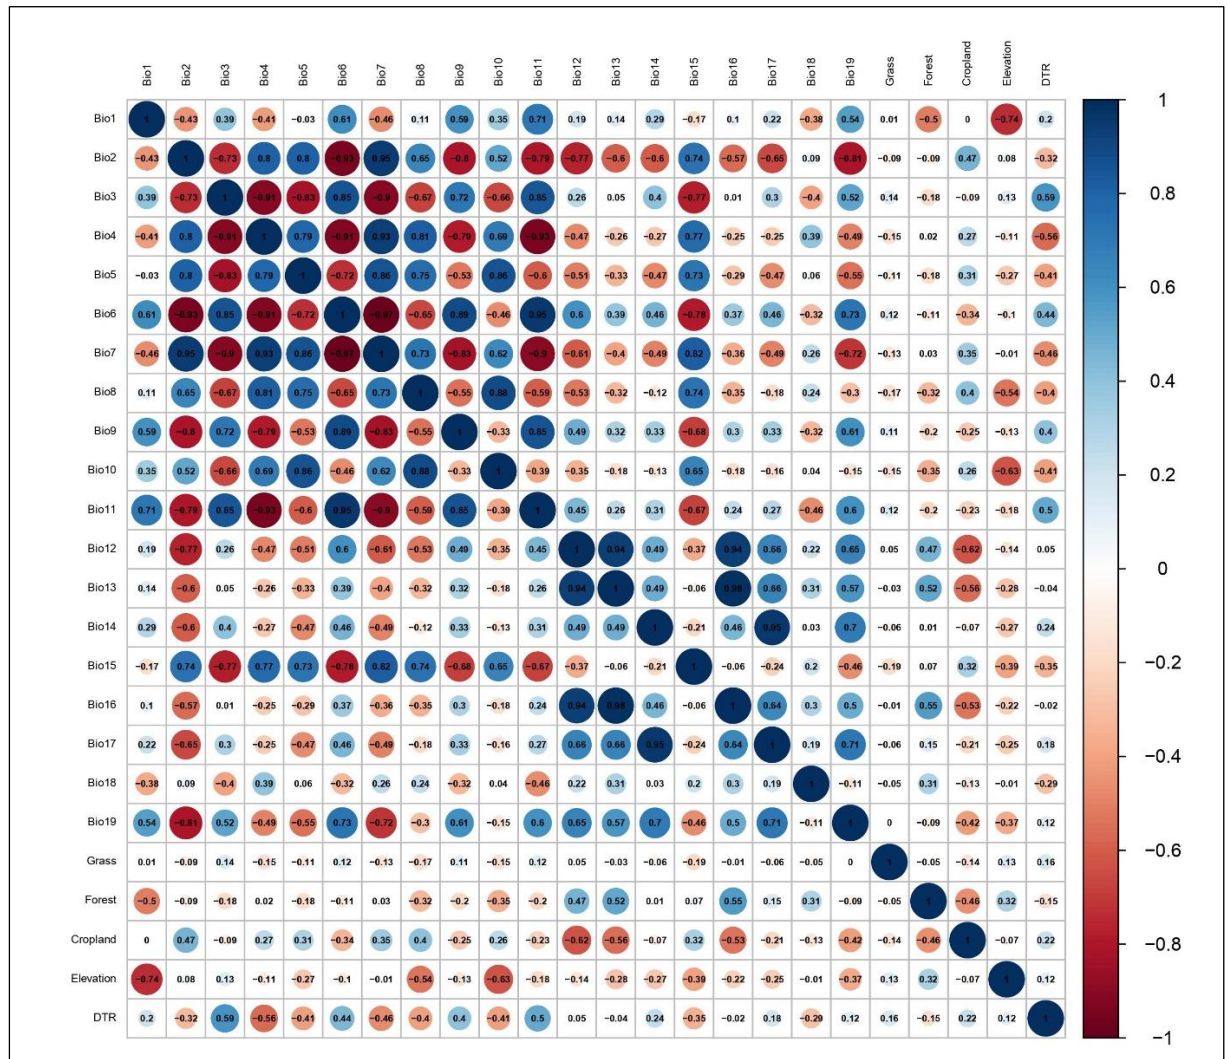 Bio1 Bio2 Bio3 Bio4 Bio5 Bio6 Bio7 Bio8 Bio9 Bio10 Bio11 Bio12 Bio13 Bio14 Bio15 Bio16 Bio17 Bio18 Bio19 Grass Forest Cropland Elevation DTR
Bio1 1 −0.43 0.39 −0.41 −0.03 0.61 −0.46 0.11 0.59 0.35 0.71 0.19 0.14 0.29 −0.17 0.1 0.22 −0.38 0.54 0.01 −0.5 0 −0.74 0.2
Bio2 −0.43 1 −0.73 0.8 0.8 −0.93 0.95 0.65 −0.8 0.52 −0.79 −0.77 −0.6 −0.6 0.74 −0.57 −0.65 0.09 −0.81 −0.09 −0.09 0.47 0.08 −0.32
Bio3 0.39 −0.73 1 −0.91 −0.83 0.85 −0.9 −0.67 0.72 −0.66 0.85 0.26 0.05 0.4 −0.77 0.01 0.3 −0.4 0.52 0.14 −0.18 −0.09 0.13 0.59
Bio4 −0.41 0.8 −0.91 1 0.79 −0.91 0.93 0.81 −0.79 0.69 −0.93 −0.47 −0.26 −0.27 0.77 −0.25 −0.25 0.39 −0.49 −0.15 0.02 0.27 −0.11 −0.56
Bio5 −0.03 0.8 −0.83 0.79 1 −0.72 0.86 0.75 −0.53 0.86 −0.6 −0.51 −0.33 −0.47 0.73 −0.29 −0.47 0.06 −0.55 −0.11 −0.18 0.31 −0.27 −0.41
Bio6 0.61 −0.93 0.85 −0.91 −0.72 1 −0.97 −0.65 0.89 −0.46 0.95 0.6 0.39 0.46 −0.78 0.37 0.46 −0.32 0.73 0.12 −0.11 −0.34 −0.1 0.44
Bio7 −0.46 0.95 −0.9 0.93 0.86 −0.97 1 0.73 −0.83 0.62 −0.9 −0.61 −0.4 −0.49 0.82 −0.36 −0.49 0.26 −0.72 −0.13 0.03 0.35 −0.01 −0.46
Bio8 0.11 0.65 −0.67 0.81 0.75 −0.65 0.73 1 −0.55 0.88 −0.59 −0.53 −0.32 −0.12 0.74 −0.35 −0.18 0.24 −0.3 −0.17 −0.32 0.4 −0.54 −0.4
Bio9 0.59 −0.8 0.72 −0.79 −0.53 0.89 −0.83 −0.55 1 −0.33 0.85 0.49 0.32 0.33 −0.68 0.3 0.33 −0.32 0.61 0.11 −0.2 −0.25 −0.13 0.4
Bio10 0.35 0.52 −0.66 0.69 0.86 −0.46 0.62 0.88 −0.33 1 −0.39 −0.35 −0.18 −0.13 0.65 −0.18 −0.16 0.04 −0.15 −0.15 −0.35 0.26 −0.63 −0.41
Bio11 0.71 −0.79 0.85 −0.93 −0.6 0.95 −0.9 −0.59 0.85 −0.39 1 0.45 0.26 0.31 −0.67 0.24 0.27 −0.46 0.6 0.12 −0.2 −0.23 −0.18 0.5
Bio12 0.19 −0.77 0.26 −0.47 −0.51 0.6 −0.61 −0.53 0.49 −0.35 0.45 1 0.94 0.49 −0.37 0.94 0.66 0.22 0.65 0.05 0.47 −0.62 −0.14 0.05
Bio13 0.14 −0.6 0.05 −0.26 −0.33 0.39 −0.4 −0.32 0.32 −0.18 0.26 0.94 1 0.49 −0.06 0.98 0.66 0.31 0.57 −0.03 0.52 −0.56 −0.28 −0.04
Bio14 0.29 −0.6 0.4 −0.27 −0.47 0.46 −0.49 −0.12 0.33 −0.13 0.31 0.49 0.49 1 −0.21 0.46 0.95 0.03 0.7 −0.06 0.01 −0.07 −0.27 0.24
Bio15 −0.17 0.74 −0.77 0.77 0.73 −0.78 0.82 0.74 −0.68 0.65 −0.67 −0.37 −0.06 −0.21 1 −0.06 −0.24 0.2 −0.46 −0.19 0.07 0.32 −0.39 −0.35
Bio16 0.1 −0.57 0.01 −0.25 −0.29 0.37 −0.36 −0.35 0.3 −0.18 0.24 0.94 0.98 0.46 −0.06 1 0.64 0.3 0.5 −0.01 0.55 −0.53 −0.22 −0.02
Bio17 0.22 −0.65 0.3 −0.25 −0.47 0.46 −0.49 −0.18 0.33 −0.16 0.27 0.66 0.66 0.95 −0.24 0.64 1 0.19 0.71 −0.06 0.15 −0.21 −0.25 0.18
Bio18 −0.38 0.09 −0.4 0.39 0.06 −0.32 0.26 0.24 −0.32 0.04 −0.46 0.22 0.31 0.03 0.2 0.3 0.19 1 −0.11 −0.05 0.31 −0.13 −0.01 −0.29
Bio19 0.54 −0.81 0.52 −0.49 −0.55 0.73 −0.72 −0.3 0.61 −0.15 0.6 0.65 0.57 0.7 −0.46 0.5 0.71 −0.11 1 0 −0.09 −0.42 −0.37 0.12
Grass 0.01 −0.09 0.14 −0.15 −0.11 0.12 −0.13 −0.17 0.11 −0.15 0.12 0.05 −0.03 −0.06 −0.19 −0.01 −0.06 −0.05 0 1 −0.05 −0.14 0.13 0.16
Forest −0.5 −0.09 −0.18 0.02 −0.18 −0.11 0.03 −0.32 −0.2 −0.35 −0.2 0.47 0.52 0.01 0.07 0.55 0.15 0.31 −0.09 −0.05 1 −0.46 0.32 −0.15
Cropland 0 0.47 −0.09 0.27 0.31 −0.34 0.35 0.4 −0.25 0.26 −0.23 −0.62 −0.56 −0.07 0.32 −0.53 −0.21 −0.13 −0.42 −0.14 −0.46 1 −0.07 0.22
Elevation −0.74 0.08 0.13 −0.11 −0.27 −0.1 −0.01 −0.54 −0.13 −0.63 −0.18 −0.14 −0.28 −0.27 −0.39 −0.22 −0.25 −0.01 −0.37 0.13 0.32 −0.07 1 0.12
DTR 0.2 −0.32 0.59 −0.56 −0.41 0.44 −0.46 −0.4 0.4 −0.41 0.5 0.05 −0.04 0.24 −0.35 −0.02 0.18 −0.29 0.12 0.16 −0.15 0.22 0.12 1
1
0.8
0.6
0.4
0.2
0
−0.2
−0.4
−0.6
−0.8
−1